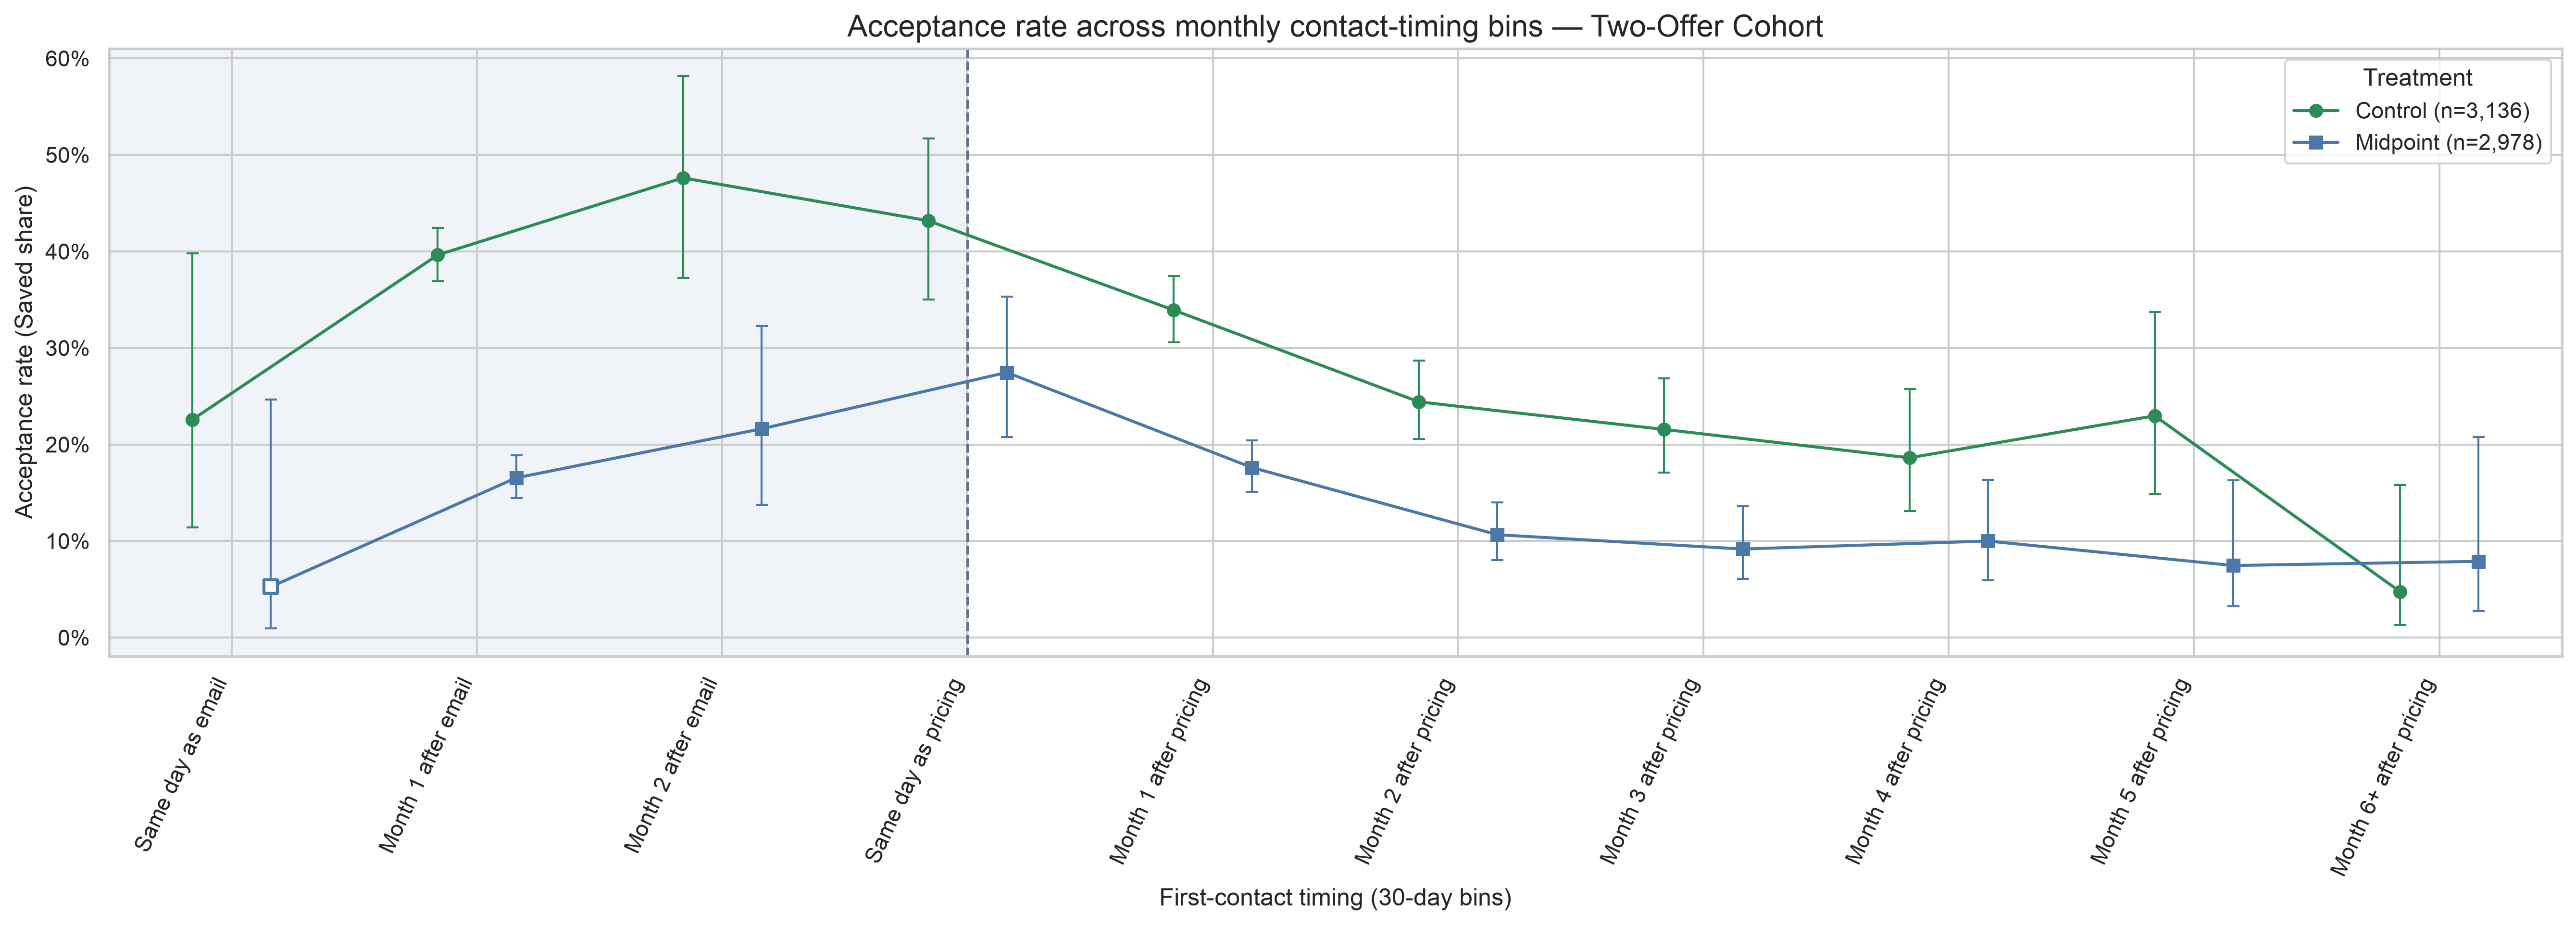 Acceptance rate across monthly contact-timing bins — Two-Offer Cohort
Acceptance rate (Saved share)
60%
50%
40%
30%
20%
10%
0%
Treatment
Control (n=3,136)
Midpoint (n=2,978)
Same day as email
Month 1 after email
Month 2 after email
Same day as pricing
Month 1 after pricing
Month 2 after pricing
Month 3 after pricing
Month 4 after pricing
Month 5 after pricing
Month 6+ after pricing
First-contact timing (30-day bins)